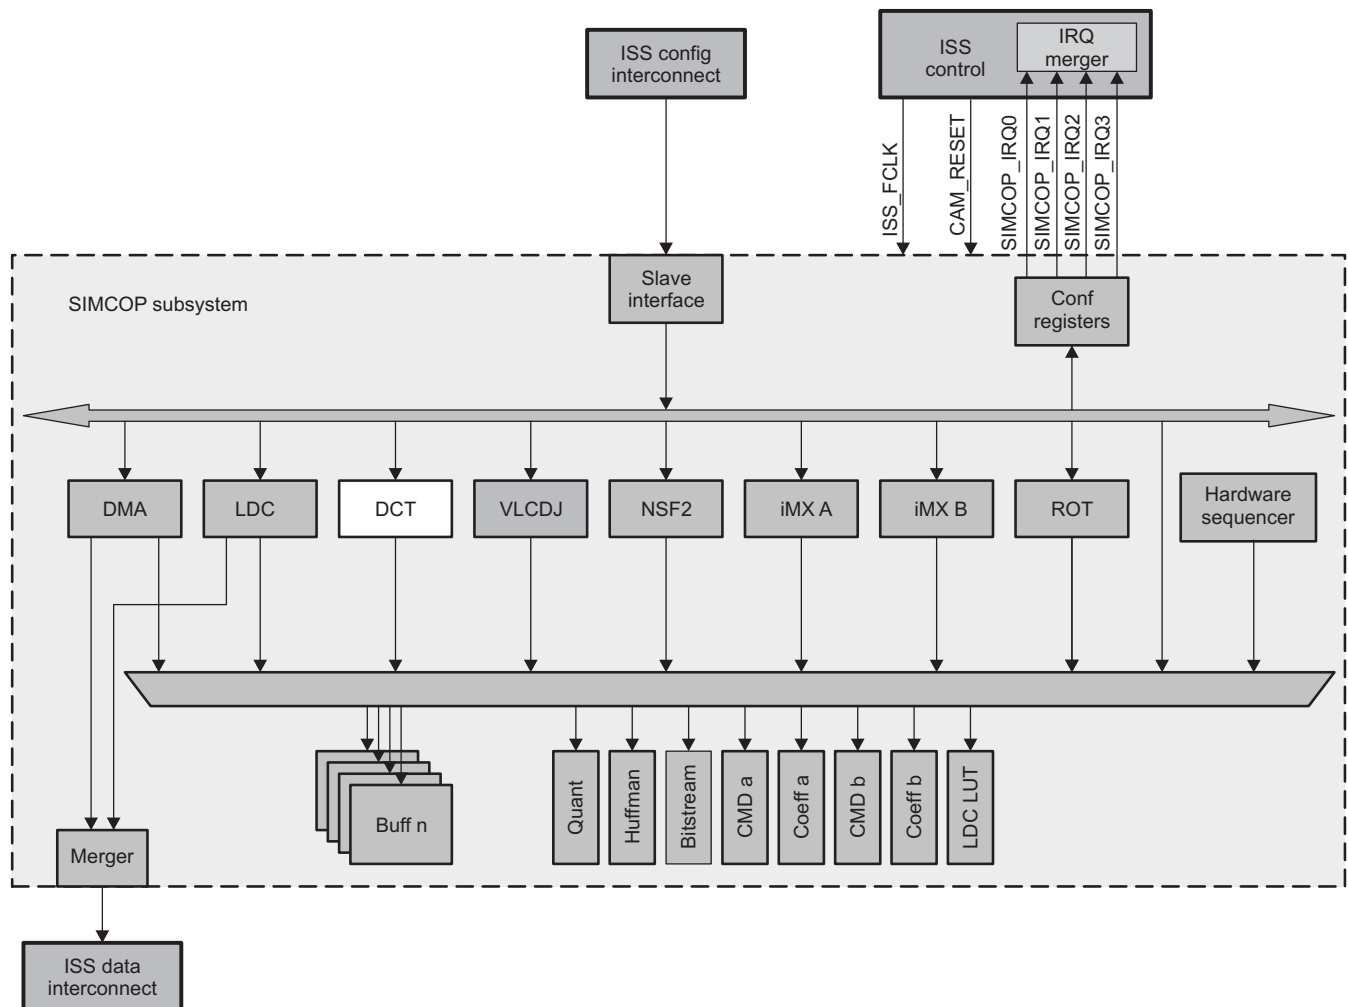 ISS config
interconnect
ISS
control
IRQ
merger
ISS_FCLK
CAM_RESET
SIMCOP_IRQ0
SIMCOP_IRQ1
SIMCOP_IRQ2
SIMCOP_IRQ3
SIMCOP subsystem
Slave
interface
Conf
registers
DMA
LDC
DCT
VLCDJ
NSF2
iMX A
iMX B
ROT
Hardware
sequencer
Buff n
Quant
Huffman
Bitstream
CMD a
Coeff a
CMD b
Coeff b
LDC LUT
Merger
ISS data
interconnect